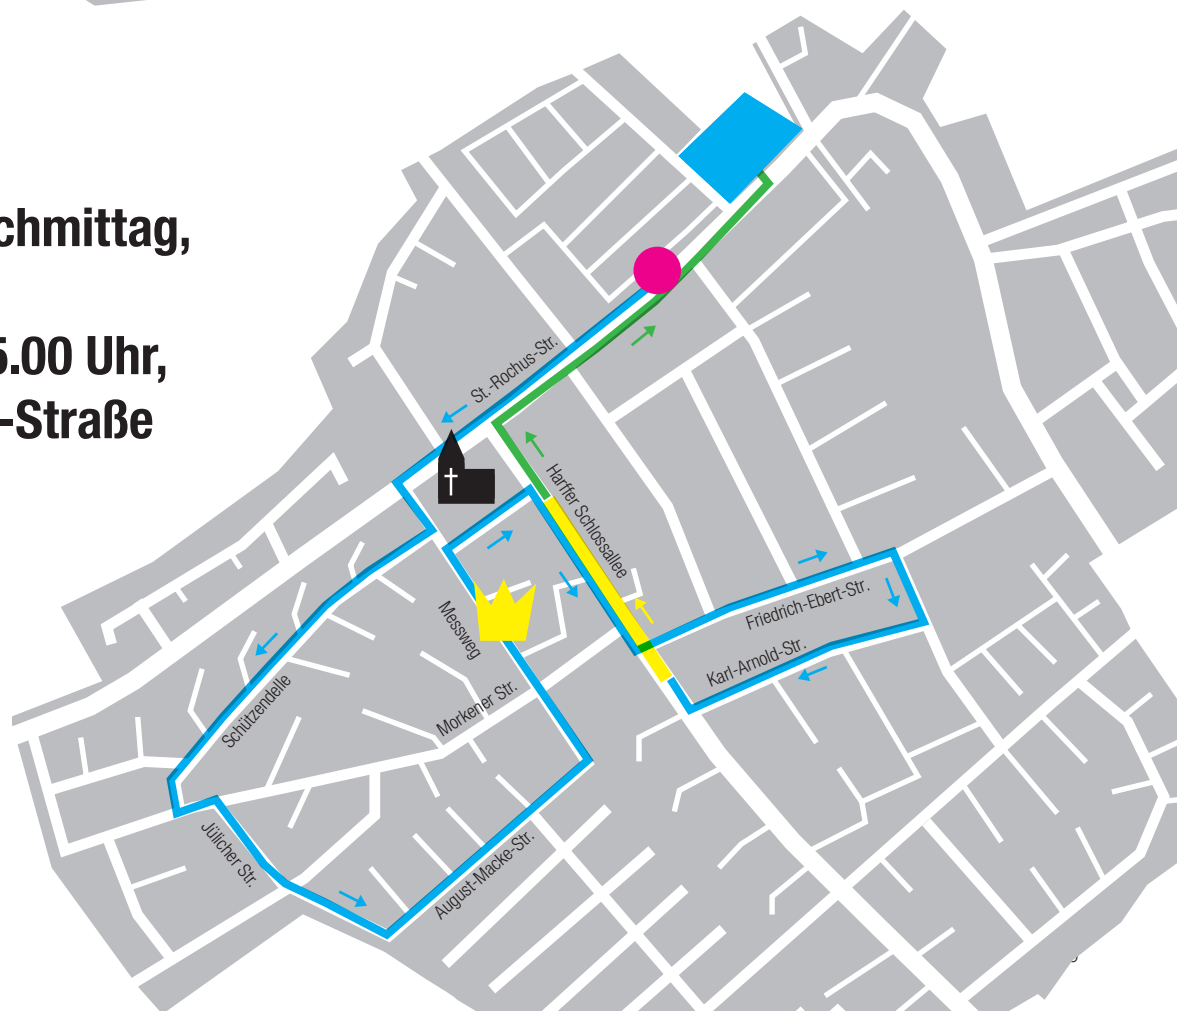 chmittag,
5.00 Uhr,
-Straße
St.-Rochus-Str.
Harffer Schlossallee
Friedrich-Ebert-Str.
Karl-Arnold-Str.
Messweg
Morkener Str.
Schützendelle
Jülicher Str.
August-Macke-Str.